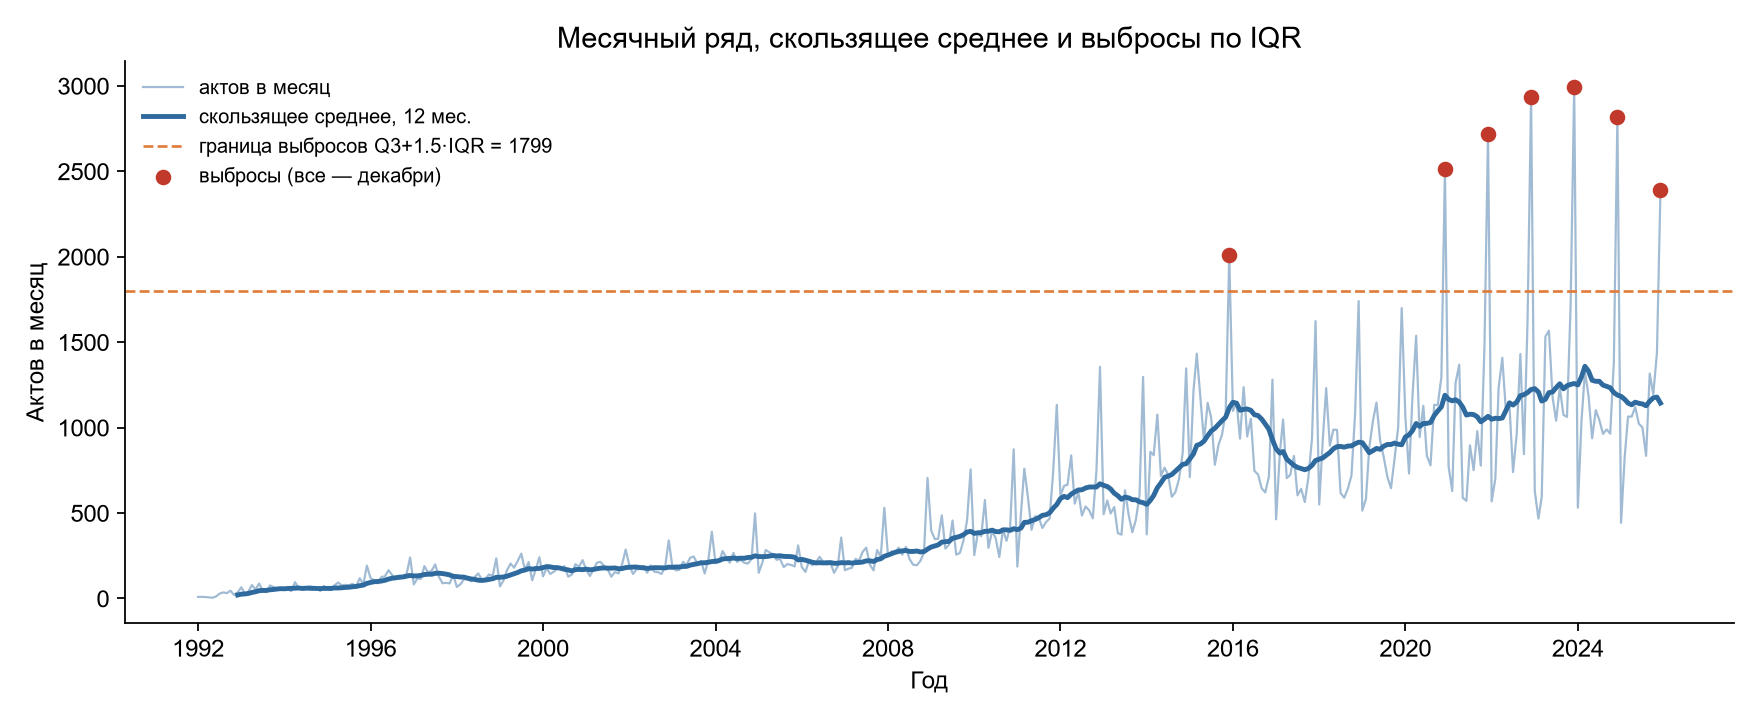 Месячный ряд, скользящее среднее и выбросы по IQR
актов в месяц
скользящее среднее, 12 мес.
граница выбросов Q3+1.5·IQR = 1799
выбросы (все — декабри)
Актов в месяц
3000
2500
2000
1500
1000
500
0
1992 1996 2000 2004 2008 2012 2016 2020 2024
Год